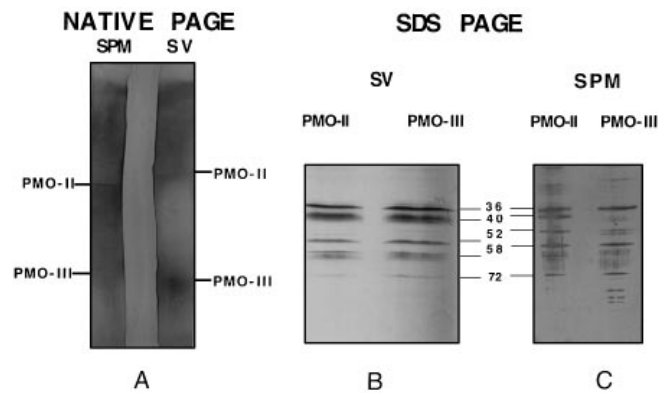 NATIVE PAGE
SPM SV
PMO-II
PMO-III
PMO-II
PMO-III
A
SDS PAGE
SV
PMO-II PMO-III
36
40
52
58
72
B
SPM
PMO-II PMO-III
C